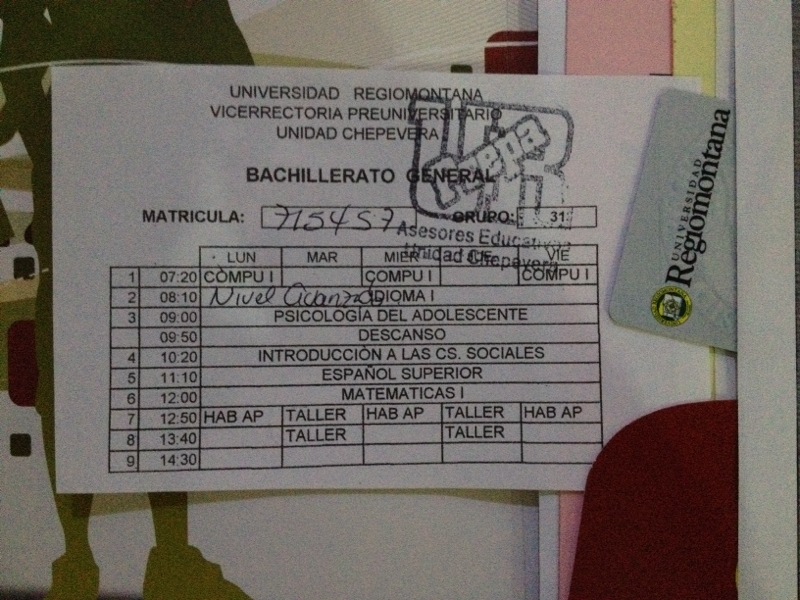 UNIVERSIDAD REGIOMONTANA
VICERRECTORIA PREUNIVERSITARIO
UNIDAD CHEPEVERA
BACHILLERATO GENERAL
MATRICULA: 715457 GRUPO: 31
Prepa
Asesores Educativos
Unidad Chepevera
LUN MAR MIER JUE VIE
1 07:20 COMPU I COMPU I COMPU I
2 08:10 Nivel avanzado IDIOMA I
3 09:00 PSICOLOGÍA DEL ADOLESCENTE
09:50 DESCANSO
4 10:20 INTRODUCCIÒN A LAS CS. SOCIALES
5 11:10 ESPAÑOL SUPERIOR
6 12:00 MATEMATICAS I
7 12:50 HAB AP TALLER HAB AP TALLER HAB AP
8 13:40 TALLER TALLER
9 14:30
UNIVERSIDAD
Regiomontana